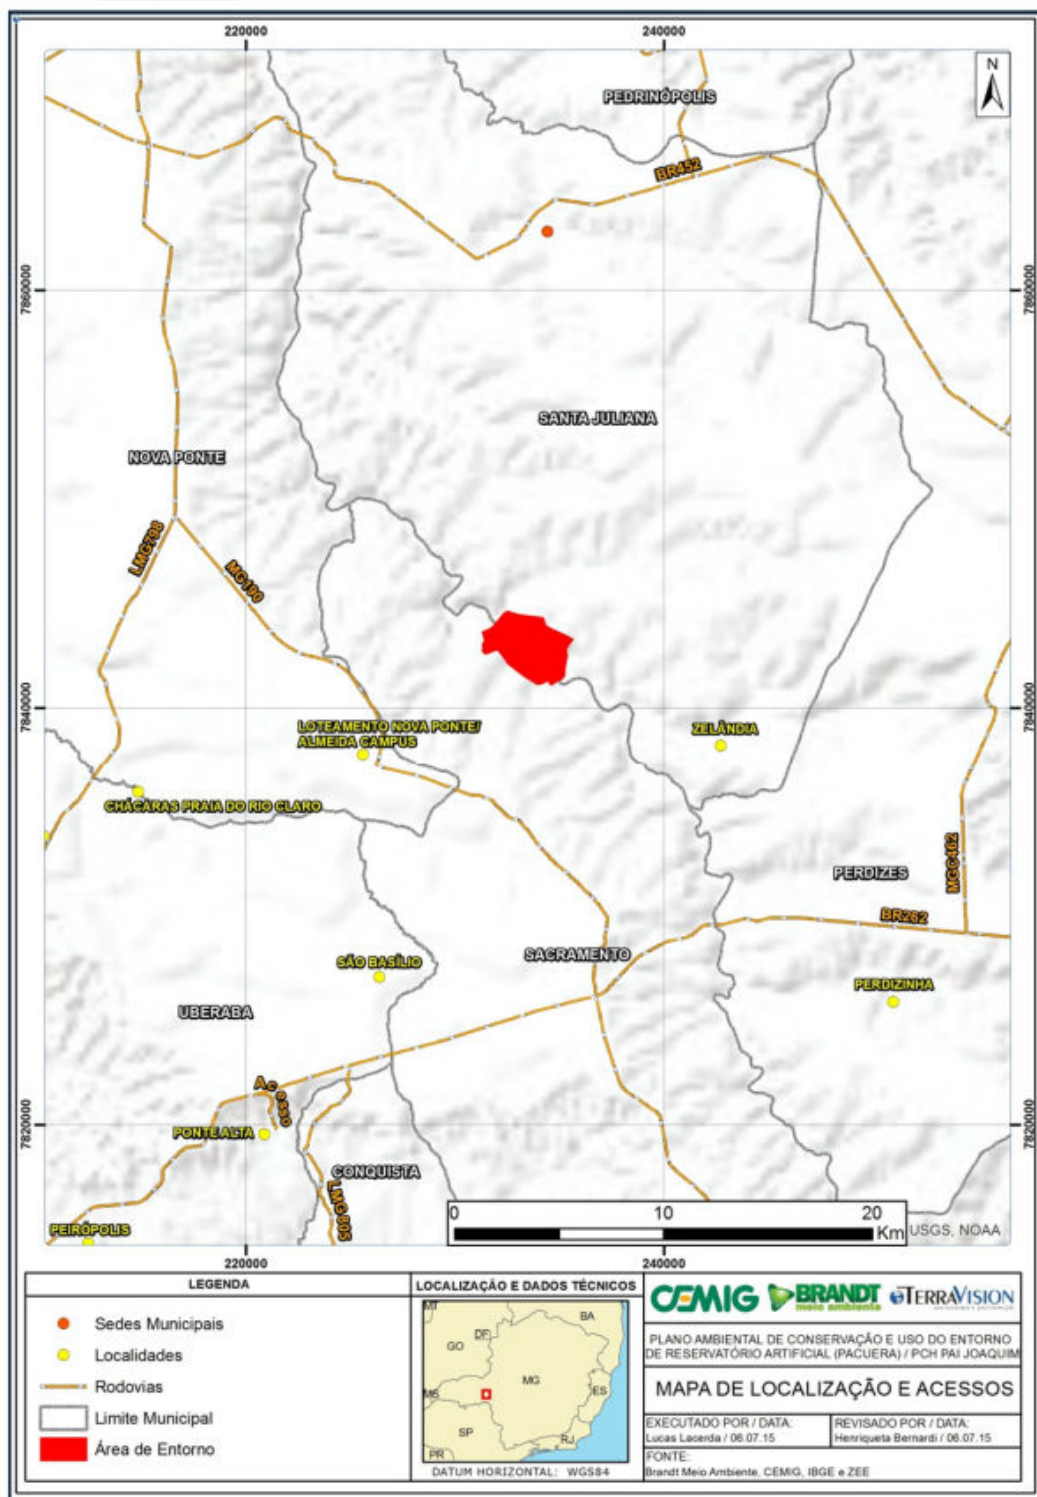 220000
240000
N
PEDRINÓPOLIS
BR452
7860000
7860000
SANTA JULIANA
NOVA PONTE
LMG798
MG190
7840000
7840000
LOTEAMENTO NOVA PONTE/
ALMEIDA CAMPUS
ZELÂNDIA
CHÁCARAS PRAIA DO RIO CLARO
PERDIZES
MGC462
BR262
SACRAMENTO
SÃO BASÍLIO
PERDIZINHA
UBERABA
Acesso
7820000
7820000
PONTE ALTA
CONQUISTA
LMG805
PEIRÓPOLIS
0 10 20
Km
USGS, NOAA
220000
240000
LEGENDA
Sedes Municipais
Localidades
Rodovias
Limite Municipal
Área de Entorno
LOCALIZAÇÃO E DADOS TÉCNICOS
MT
BA
DF
GO
MG
MS
ES
SP
RJ
PR
DATUM HORIZONTAL: WGS84
CEMIG BRANDT meio ambiente TERRAVISION
PLANO AMBIENTAL DE CONSERVAÇÃO E USO DO ENTORNO
DE RESERVATÓRIO ARTIFICIAL (PACUERA) / PCH PAI JOAQUIM
MAPA DE LOCALIZAÇÃO E ACESSOS
EXECUTADO POR / DATA:
Lucas Lacerda / 06.07.15
REVISADO POR / DATA:
Henriqueta Bernardi / 06.07.15
FONTE:
Brandt Meio Ambiente, CEMIG, IBGE e ZEE